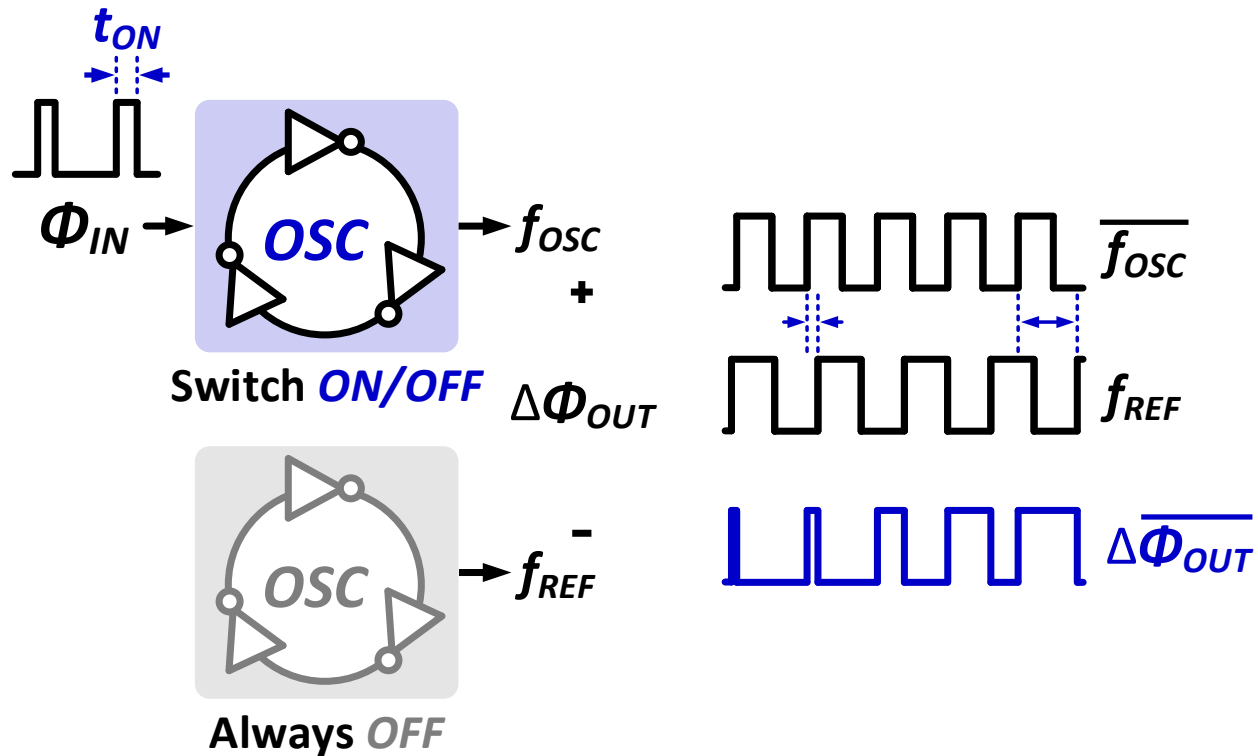 tON
ΦIN
OSC
fOSC
+
Switch ON/OFF
ΔΦOUT
OSC
-
fREF
Always OFF
fOSC
fREF
ΔΦOUT